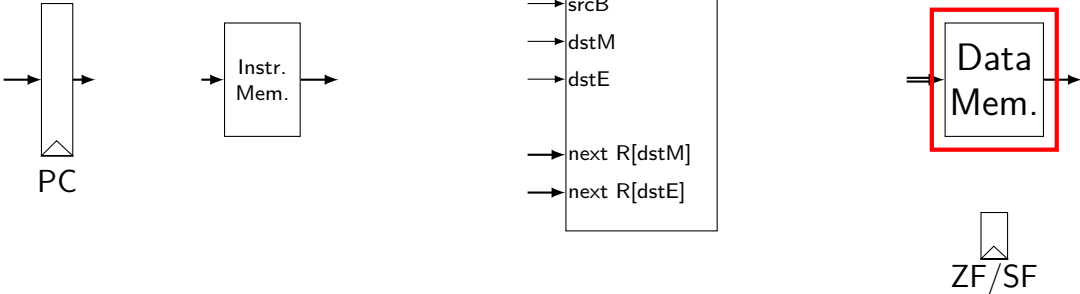 PC
Instr.
Mem.
srcB
dstM
dstE
next R[dstM]
next R[dstE]
Data
Mem.
ZF/SF